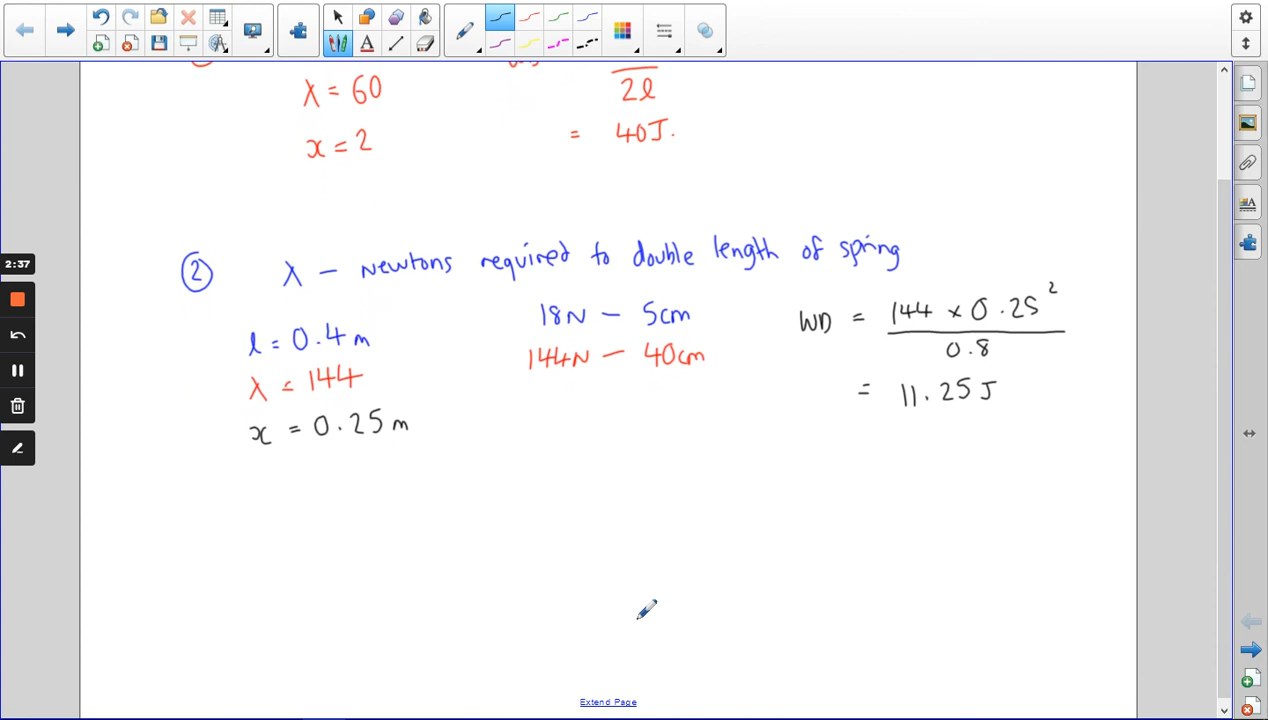 λ = 60
2l
x = 2
= 40J.
② λ – newtons required to double length of spring
l = 0.4 m
18N – 5cm
WD = 144 × 0.25²
0.8
λ = 144
144N – 40cm
= 11.25 J
x = 0.25 m
2:37
Extend Page